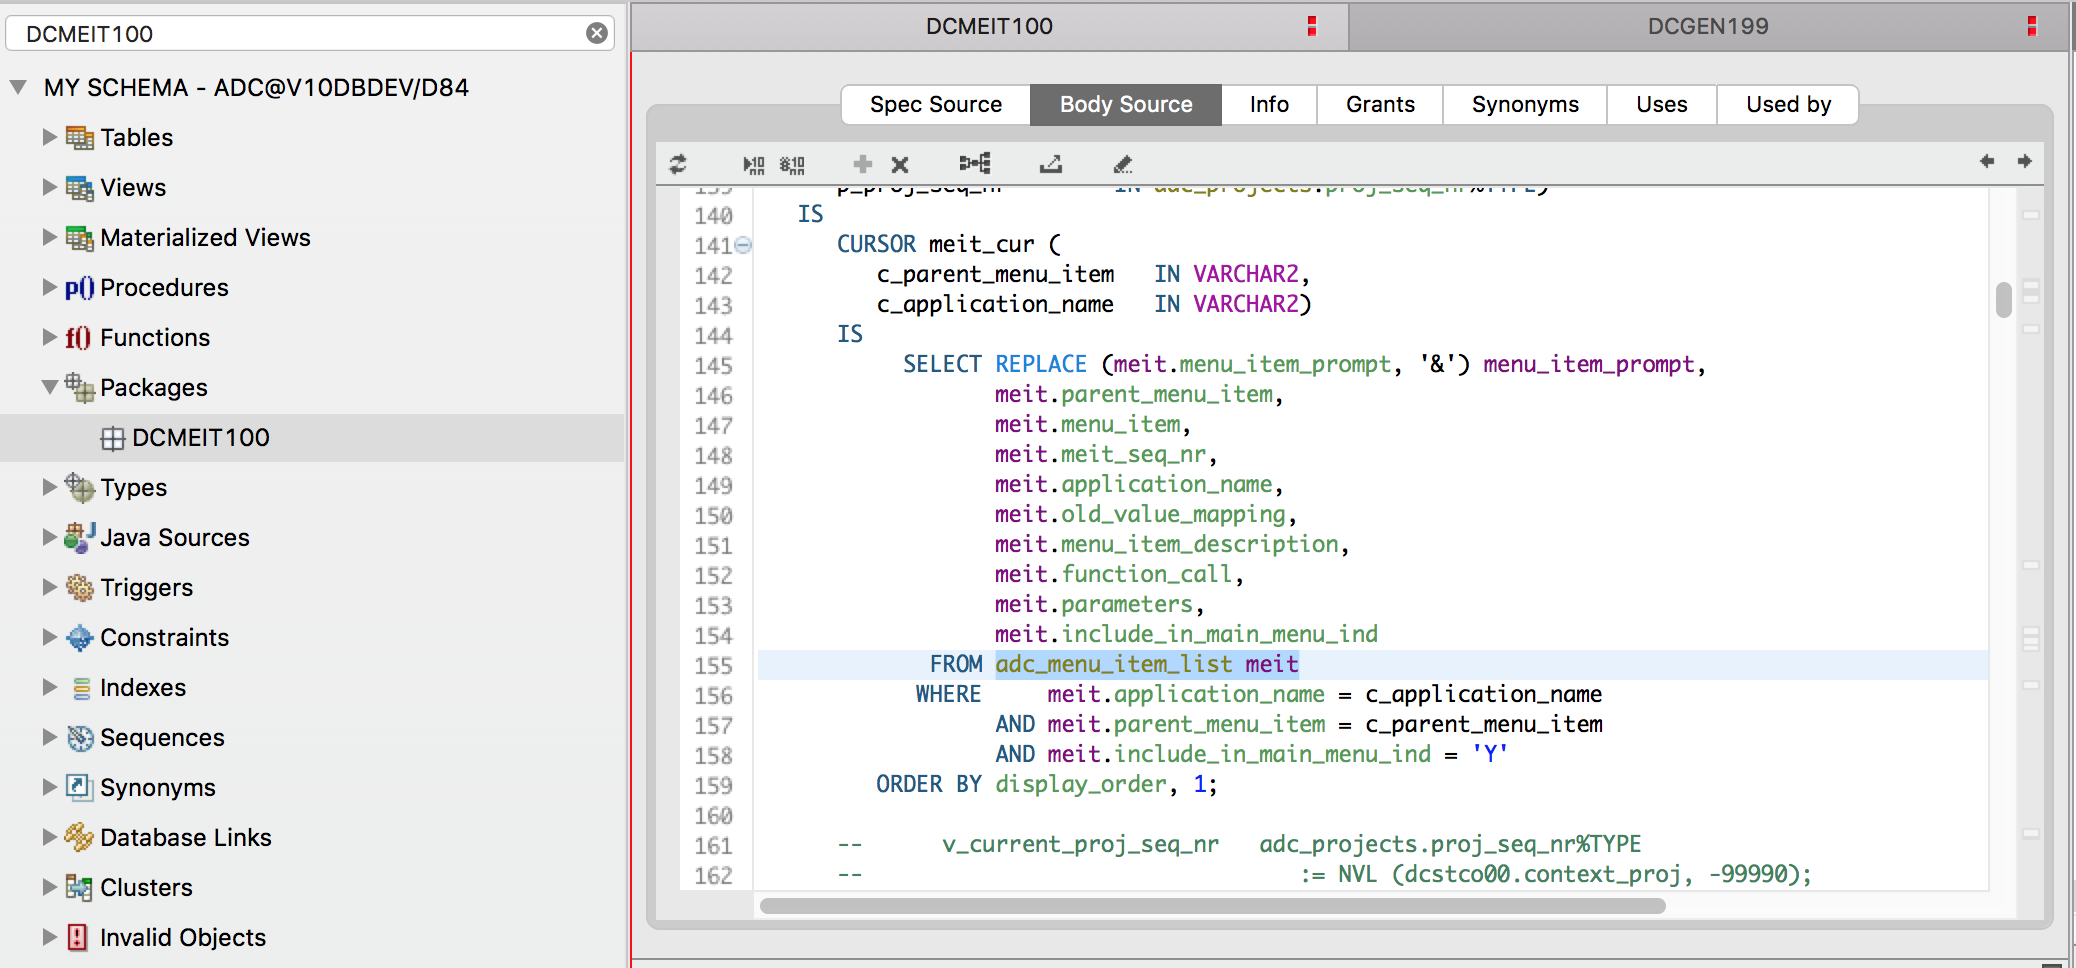 DCMEIT100
MY SCHEMA - ADC@V10DBDEV/D84
Tables
Views
Materialized Views
p() Procedures
f() Functions
Packages
DCMEIT100
Types
Java Sources
Triggers
Constraints
Indexes
Sequences
Synonyms
Database Links
Clusters
Invalid Objects
DCMEIT100
DCGEN199
Spec Source Body Source Info Grants Synonyms Uses Used by
139 p_proj_seq_nr IN adc_projects.proj_seq_nr%TYPE)
140 IS
141 CURSOR meit_cur (
142 c_parent_menu_item IN VARCHAR2,
143 c_application_name IN VARCHAR2)
144 IS
145 SELECT REPLACE (meit.menu_item_prompt, '&') menu_item_prompt,
146 meit.parent_menu_item,
147 meit.menu_item,
148 meit.meit_seq_nr,
149 meit.application_name,
150 meit.old_value_mapping,
151 meit.menu_item_description,
152 meit.function_call,
153 meit.parameters,
154 meit.include_in_main_menu_ind
155 FROM adc_menu_item_list meit
156 WHERE meit.application_name = c_application_name
157 AND meit.parent_menu_item = c_parent_menu_item
158 AND meit.include_in_main_menu_ind = 'Y'
159 ORDER BY display_order, 1;
160
161 -- v_current_proj_seq_nr adc_projects.proj_seq_nr%TYPE
162 -- := NVL (dcstco00.context_proj, -99990);